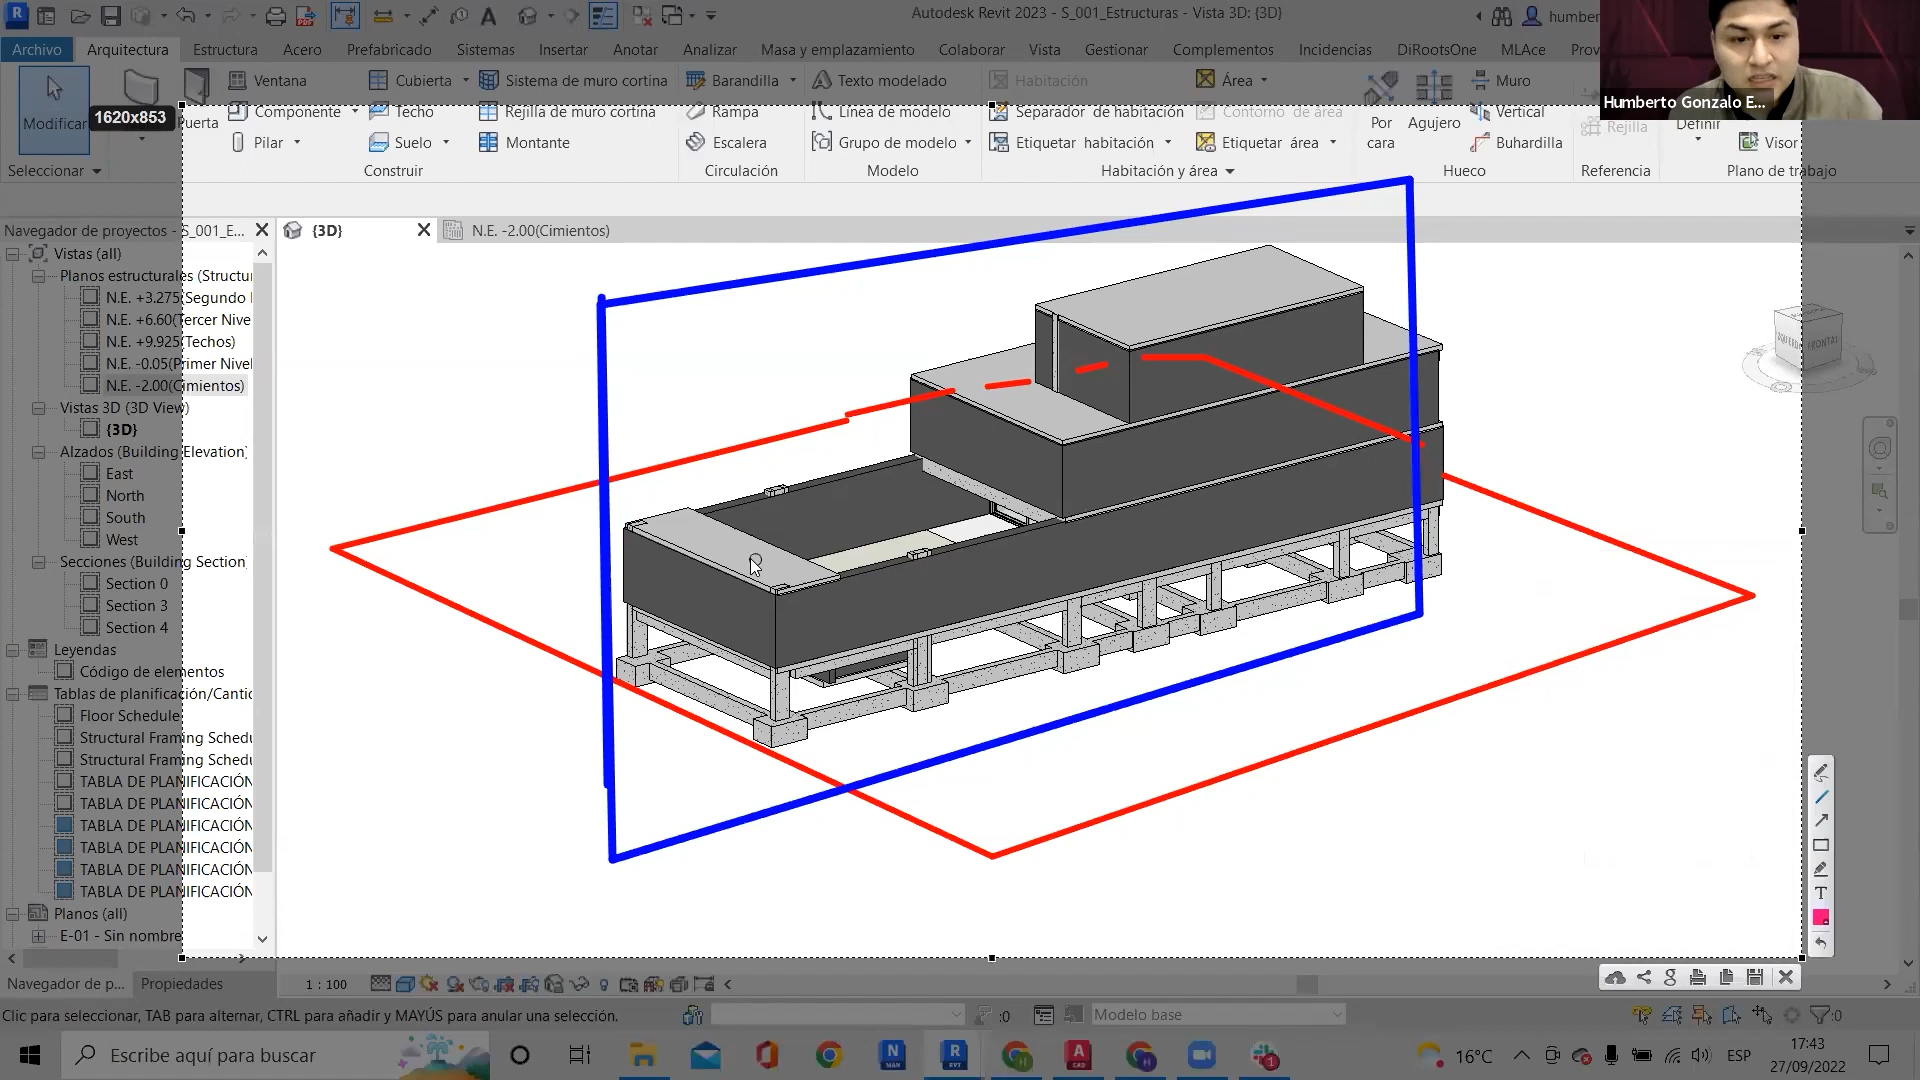 Autodesk Revit 2023 - S_001_Estructuras - Vista 3D: {3D}
humber
Archivo
Arquitectura
Estructura
Acero
Prefabricado
Sistemas
Insertar
Anotar
Analizar
Masa y emplazamiento
Colaborar
Vista
Gestionar
Complementos
Incidencias
DiRootsOne
MLAce
Prov
Modificar
1620x853
Puerta
Ventana
Componente
Pilar
Cubierta
Techo
Suelo
Sistema de muro cortina
Rejilla de muro cortina
Montante
Barandilla
Rampa
Escalera
Texto modelado
Línea de modelo
Grupo de modelo
Habitación
Separador de habitación
Etiquetar habitación
Área
Contorno de área
Etiquetar área
Por
cara
Agujero
Muro
Vertical
Buhardilla
Rejilla
Definir
Visor
Humberto Gonzalo E...
Seleccionar
Construir
Circulación
Modelo
Habitación y área
Hueco
Referencia
Plano de trabajo
Navegador de proyectos - S_001_E...
{3D}
N.E. -2.00(Cimientos)
Vistas (all)
Planos estructurales (Structu
N.E. +3.275(Segundo
N.E. +6.60(Tercer Nive
N.E. +9.925(Techos)
N.E. -0.05(Primer Nivel
N.E. -2.00(Cimientos)
Vistas 3D (3D View)
{3D}
Alzados (Building Elevation)
East
North
South
West
Secciones (Building Section)
Section 0
Section 3
Section 4
Leyendas
Código de elementos
Tablas de planificación/Cantid
Floor Schedule
Structural Framing Schedu
Structural Framing Schedu
TABLA DE PLANIFICACIÓN
TABLA DE PLANIFICACIÓN
TABLA DE PLANIFICACIÓN
TABLA DE PLANIFICACIÓN
TABLA DE PLANIFICACIÓN
TABLA DE PLANIFICACIÓN
Planos (all)
E-01 - Sin nombre
FRONTAL
T
Navegador de p...
Propiedades
1 : 100
Clic para seleccionar, TAB para alternar, CTRL para añadir y MAYÚS para anular una selección.
:0
Modelo base
:0
Escribe aquí para buscar
16°C
ESP
17:43
27/09/2022